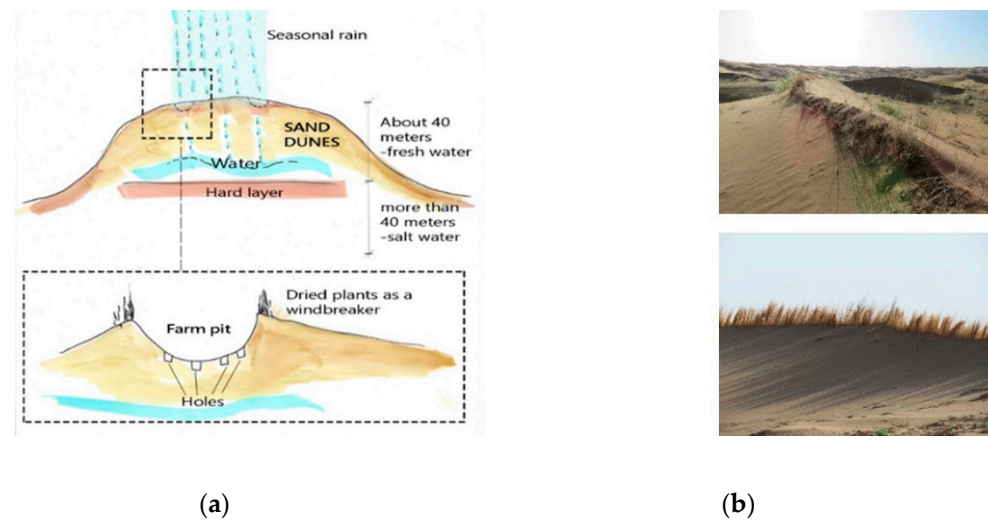 Seasonal rain
SAND
DUNES
About 40
meters
-fresh water
Water
Hard layer
more than
40 meters
-salt water
Dried plants as a
windbreaker
Farm pit
Holes
(a)
(b)